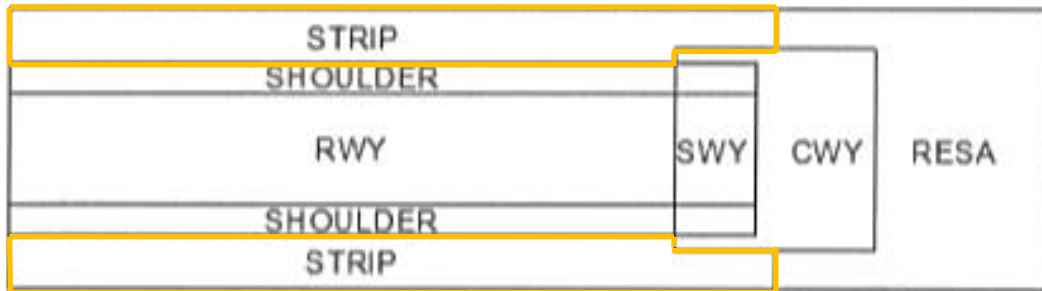 STRIP
SHOULDER
RWY SWY CWY RESA
SHOULDER
STRIP